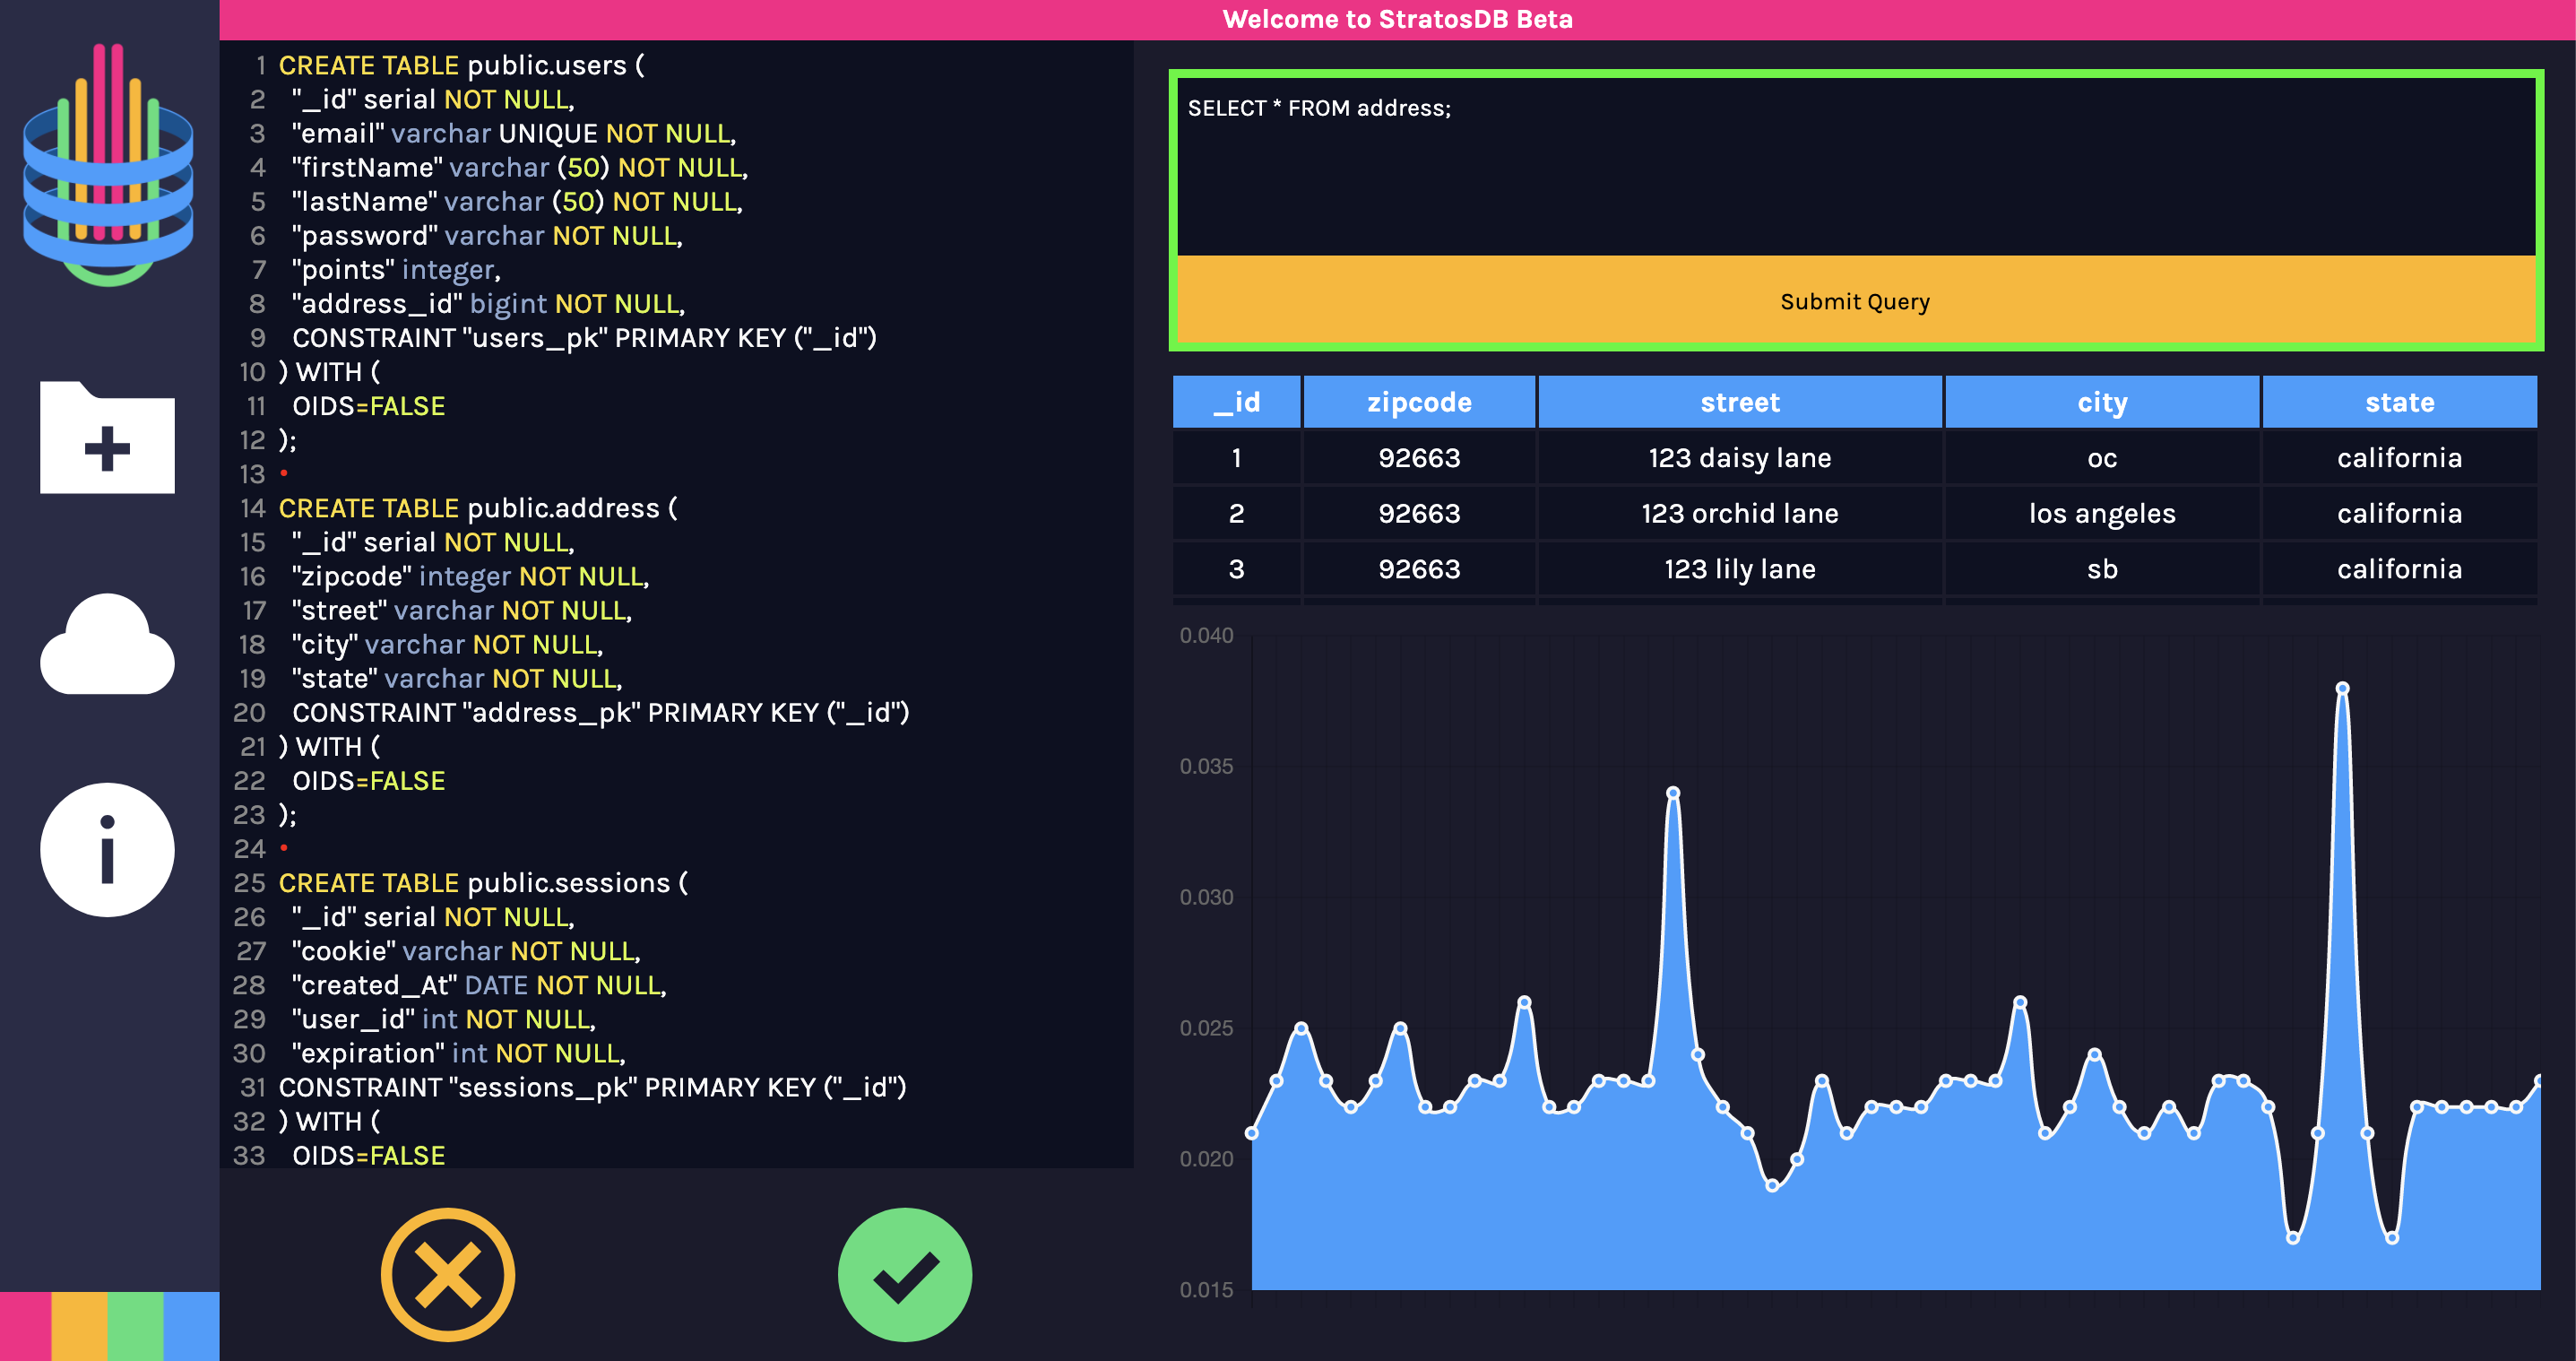 Welcome to StratosDB Beta
1 CREATE TABLE public.users (
2 "_id" serial NOT NULL,
3 "email" varchar UNIQUE NOT NULL,
4 "firstName" varchar (50) NOT NULL,
5 "lastName" varchar (50) NOT NULL,
6 "password" varchar NOT NULL,
7 "points" integer,
8 "address_id" bigint NOT NULL,
9 CONSTRAINT "users_pk" PRIMARY KEY ("_id")
10 ) WITH (
11 OIDS=FALSE
12 );
13 •
14 CREATE TABLE public.address (
15 "_id" serial NOT NULL,
16 "zipcode" integer NOT NULL,
17 "street" varchar NOT NULL,
18 "city" varchar NOT NULL,
19 "state" varchar NOT NULL,
20 CONSTRAINT "address_pk" PRIMARY KEY ("_id")
21 ) WITH (
22 OIDS=FALSE
23 );
24 •
25 CREATE TABLE public.sessions (
26 "_id" serial NOT NULL,
27 "cookie" varchar NOT NULL,
28 "created_At" DATE NOT NULL,
29 "user_id" int NOT NULL,
30 "expiration" int NOT NULL,
31 CONSTRAINT "sessions_pk" PRIMARY KEY ("_id")
32 ) WITH (
33 OIDS=FALSE
SELECT * FROM address;
Submit Query
_id zipcode street city state
1 92663 123 daisy lane oc california
2 92663 123 orchid lane los angeles california
3 92663 123 lily lane sb california
0.040
0.035
0.030
0.025
0.020
0.015